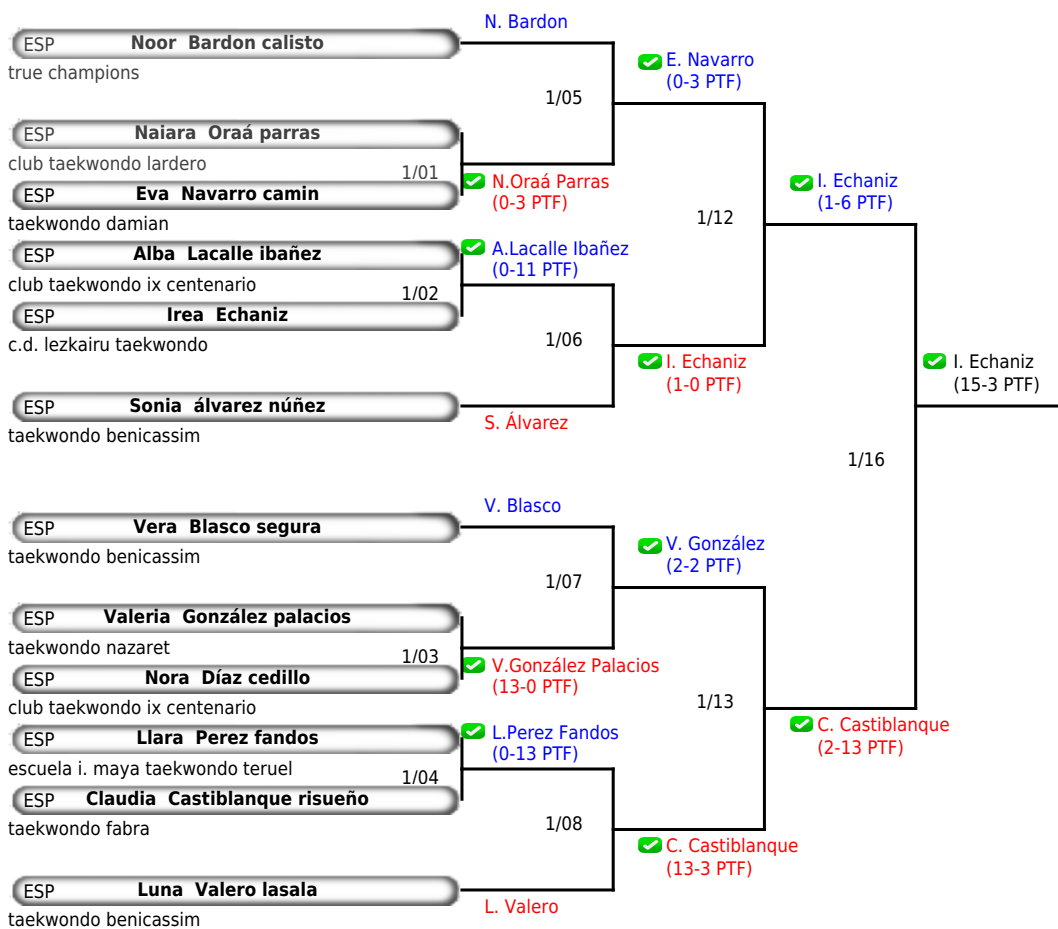 N. Bardon
ESP Noor Bardon calisto
true champions
E. Navarro
(0-3 PTF)
1/05
ESP Naiara Oraá parras
club taekwondo lardero
1/01
N.Oraá Parras
(0-3 PTF)
ESP Eva Navarro camin
taekwondo damian
I. Echaniz
(1-6 PTF)
1/12
ESP Alba Lacalle ibañez
A.Lacalle Ibañez
(0-11 PTF)
club taekwondo ix centenario
1/02
ESP Irea Echaniz
c.d. lezkairu taekwondo
1/06
I. Echaniz
(1-0 PTF)
I. Echaniz
(15-3 PTF)
ESP Sonia álvarez núñez
S. Álvarez
taekwondo benicassim
1/16
V. Blasco
ESP Vera Blasco segura
taekwondo benicassim
V. González
(2-2 PTF)
1/07
ESP Valeria González palacios
taekwondo nazaret
1/03
V.González Palacios
(13-0 PTF)
ESP Nora Díaz cedillo
club taekwondo ix centenario
1/13
C. Castiblanque
(2-13 PTF)
ESP Llara Perez fandos
L.Perez Fandos
(0-13 PTF)
escuela i. maya taekwondo teruel
1/04
ESP Claudia Castiblanque risueño
taekwondo fabra
1/08
C. Castiblanque
(13-3 PTF)
ESP Luna Valero lasala
L. Valero
taekwondo benicassim